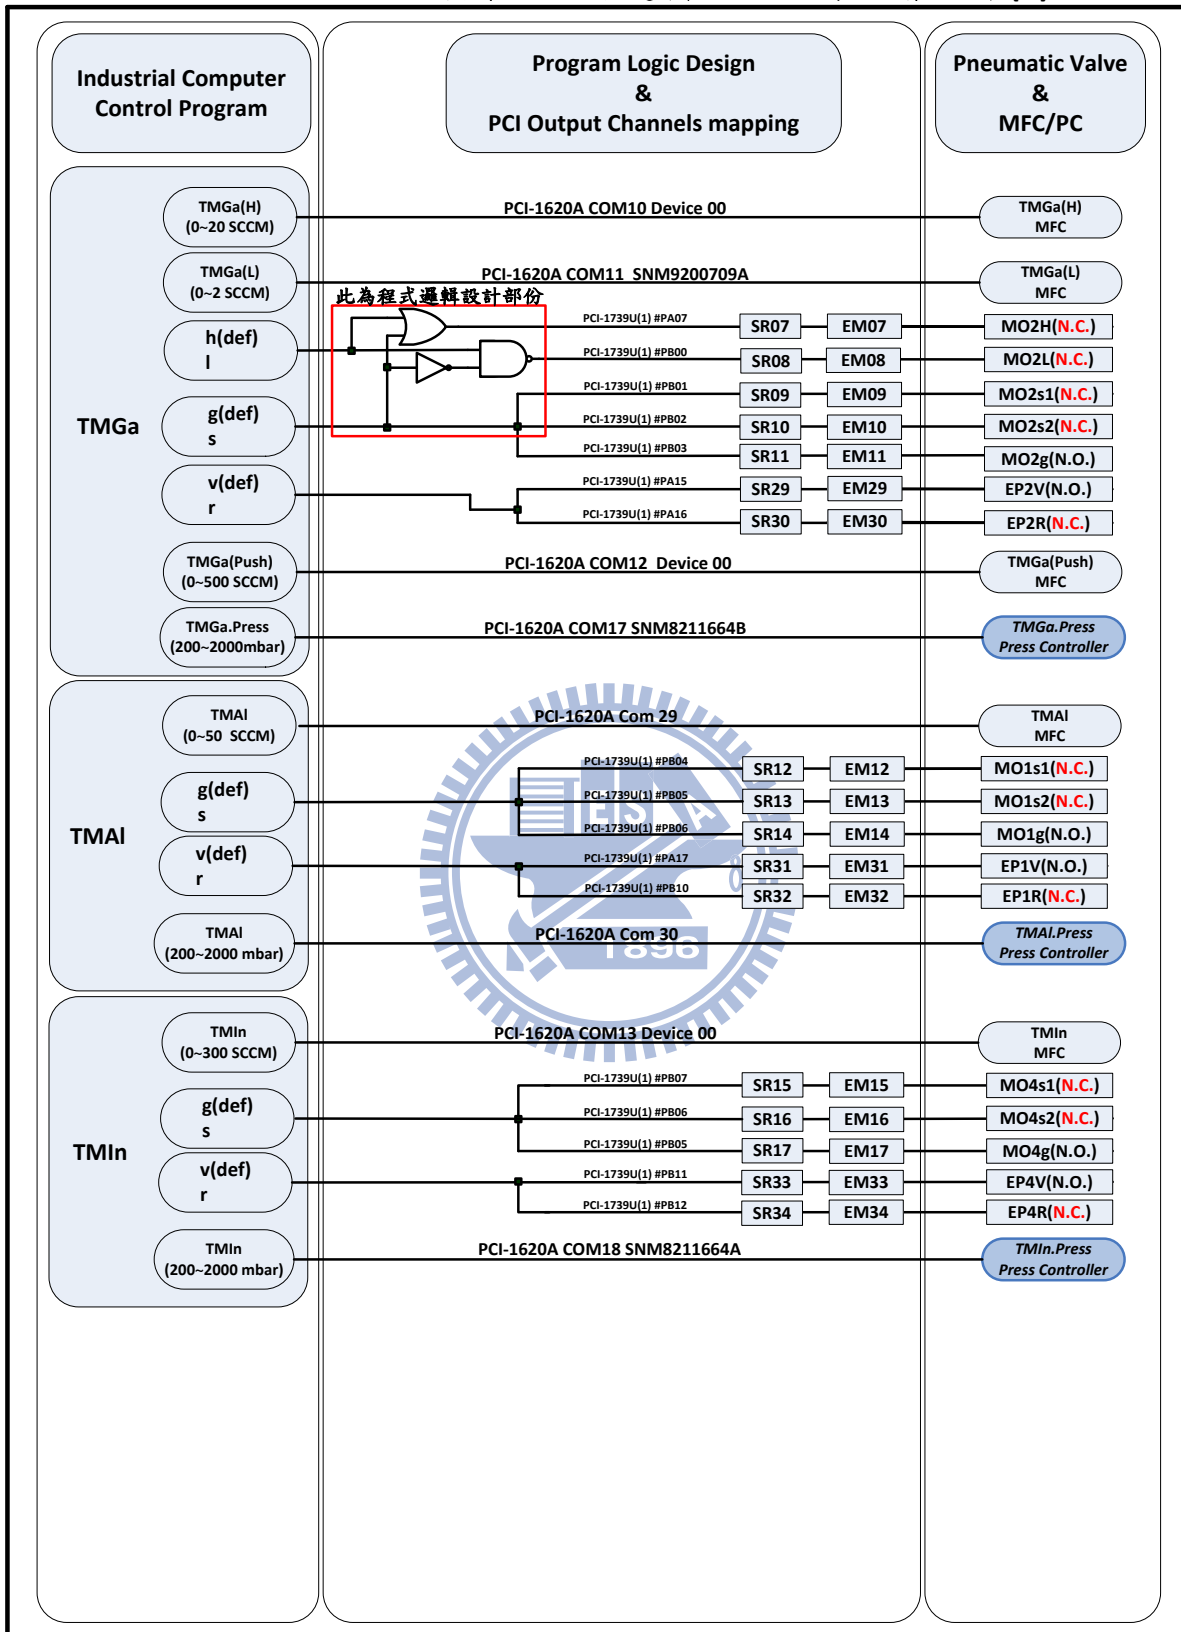 Industrial Computer
Control Program
Program Logic Design
&
PCI Output Channels mapping
Pneumatic Valve
&
MFC/PC
TMGa
TMGa(H)
(0~20 SCCM)
PCI-1620A COM10 Device 00
TMGa(H)
MFC
TMGa(L)
(0~2 SCCM)
PCI-1620A COM11 SNM9200709A
TMGa(L)
MFC
此為程式邏輯設計部份
h(def)
l
PCI-1739U(1) #PA07
SR07
EM07
MO2H(N.C.)
PCI-1739U(1) #PB00
SR08
EM08
MO2L(N.C.)
g(def)
s
PCI-1739U(1) #PB01
SR09
EM09
MO2s1(N.C.)
PCI-1739U(1) #PB02
SR10
EM10
MO2s2(N.C.)
PCI-1739U(1) #PB03
SR11
EM11
MO2g(N.O.)
v(def)
r
PCI-1739U(1) #PA15
SR29
EM29
EP2V(N.O.)
PCI-1739U(1) #PA16
SR30
EM30
EP2R(N.C.)
TMGa(Push)
(0~500 SCCM)
PCI-1620A COM12 Device 00
TMGa(Push)
MFC
TMGa.Press
(200~2000mbar)
PCI-1620A COM17 SNM8211664B
TMGa.Press
Press Controller
TMAl
TMAl
(0~50 SCCM)
PCI-1620A Com 29
TMAl
MFC
g(def)
s
PCI-1739U(1) #PB04
SR12
EM12
MO1s1(N.C.)
PCI-1739U(1) #PB05
SR13
EM13
MO1s2(N.C.)
PCI-1739U(1) #PB06
SR14
EM14
MO1g(N.O.)
v(def)
r
PCI-1739U(1) #PA17
SR31
EM31
EP1V(N.O.)
PCI-1739U(1) #PB10
SR32
EM32
EP1R(N.C.)
TMAl
(200~2000 mbar)
PCI-1620A Com 30
TMAl.Press
Press Controller
ESA
1896
TMIn
TMIn
(0~300 SCCM)
PCI-1620A COM13 Device 00
TMIn
MFC
g(def)
s
PCI-1739U(1) #PB07
SR15
EM15
MO4s1(N.C.)
PCI-1739U(1) #PB06
SR16
EM16
MO4s2(N.C.)
PCI-1739U(1) #PB05
SR17
EM17
MO4g(N.O.)
v(def)
r
PCI-1739U(1) #PB11
SR33
EM33
EP4V(N.O.)
PCI-1739U(1) #PB12
SR34
EM34
EP4R(N.C.)
TMIn
(200~2000 mbar)
PCI-1620A COM18 SNM8211664A
TMIn.Press
Press Controller